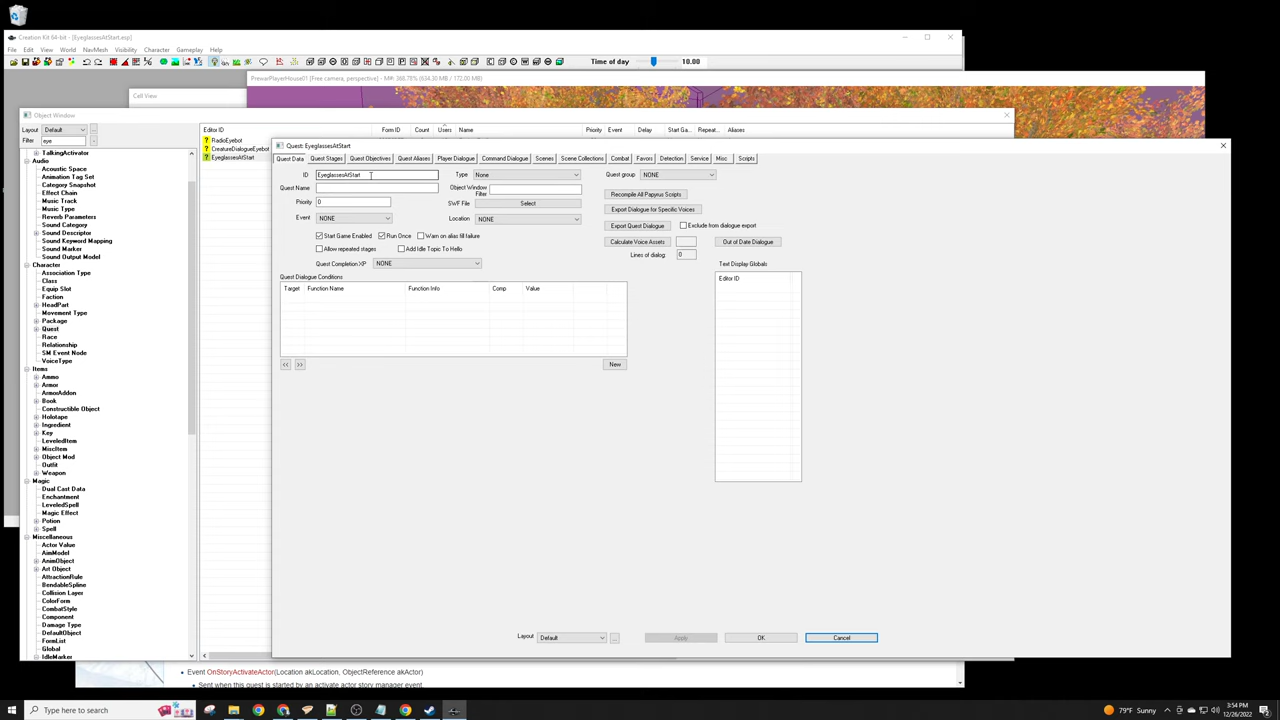 Creation Kit 64-bit - [EyeglassesAtStart.esp]
File Edit View World NavMesh Visibility Character Gameplay Help
Time of day 10.00
PrewarPlayerHouse01 [Free camera, perspective]
Cell View
Object Window
Layout Default ...
Filter eye
Editor ID Form ID Count Users Name Priority Event Delay Start Ga... Repeat... Aliases
RadioEyebot
CreatureDialogueEyebot
EyeglassesAtStart
TalkingActivator
Audio
Acoustic Space
Animation Tag Set
Category Snapshot
Effect Chain
Music Track
Music Type
Reverb Parameters
Sound Category
Sound Descriptor
Sound Keyword Mapping
Sound Marker
Sound Output Model
Character
Association Type
Class
Equip Slot
Faction
HeadPart
Movement Type
Package
Quest
Race
Relationship
SM Event Node
VoiceType
Items
Ammo
Armor
ArmorAddon
Book
Constructible Object
Holotape
Ingredient
Key
LeveledItem
MiscItem
Object Mod
Outfit
Weapon
Magic
Dual Cast Data
Enchantment
LeveledSpell
Magic Effect
Potion
Spell
Miscellaneous
Actor Value
AimModel
AnimObject
Art Object
AttractionRule
BendableSpline
Collision Layer
ColorForm
CombatStyle
Component
Damage Type
DefaultObject
FormList
Global
IdleMarker
Quest: EyeglassesAtStart
Quest Data Quest Stages Quest Objectives Quest Aliases Player Dialogue Command Dialogue Scenes Scene Collections Combat Favors Detection Service Misc Scripts
ID EyeglassesAtStart Type None Quest group NONE
Quest Name Object Window Filter
Recompile All Papyrus Scripts
Priority 0 SWF File Select
Export Dialogue for Specific Voices
Event NONE Location NONE
Export Quest Dialogue Exclude from dialogue export
Start Game Enabled Run Once Warn on alias fill failure
Calculate Voice Assets Out of Date Dialogue
Allow repeated stages Add Idle Topic To Hello
Lines of dialog: 0
Quest Completion XP NONE
Text Display Globals
Quest Dialogue Conditions
Editor ID
Target Function Name Function Info Comp Value
<< >> New
Layout Default ... Apply OK Cancel
• Event OnStoryActivateActor(Location akLocation, ObjectReference akActor)
• Sent when this quest is started by an activate actor story manager event.
Type here to search
79°F Sunny
3:54 PM
12/26/2022